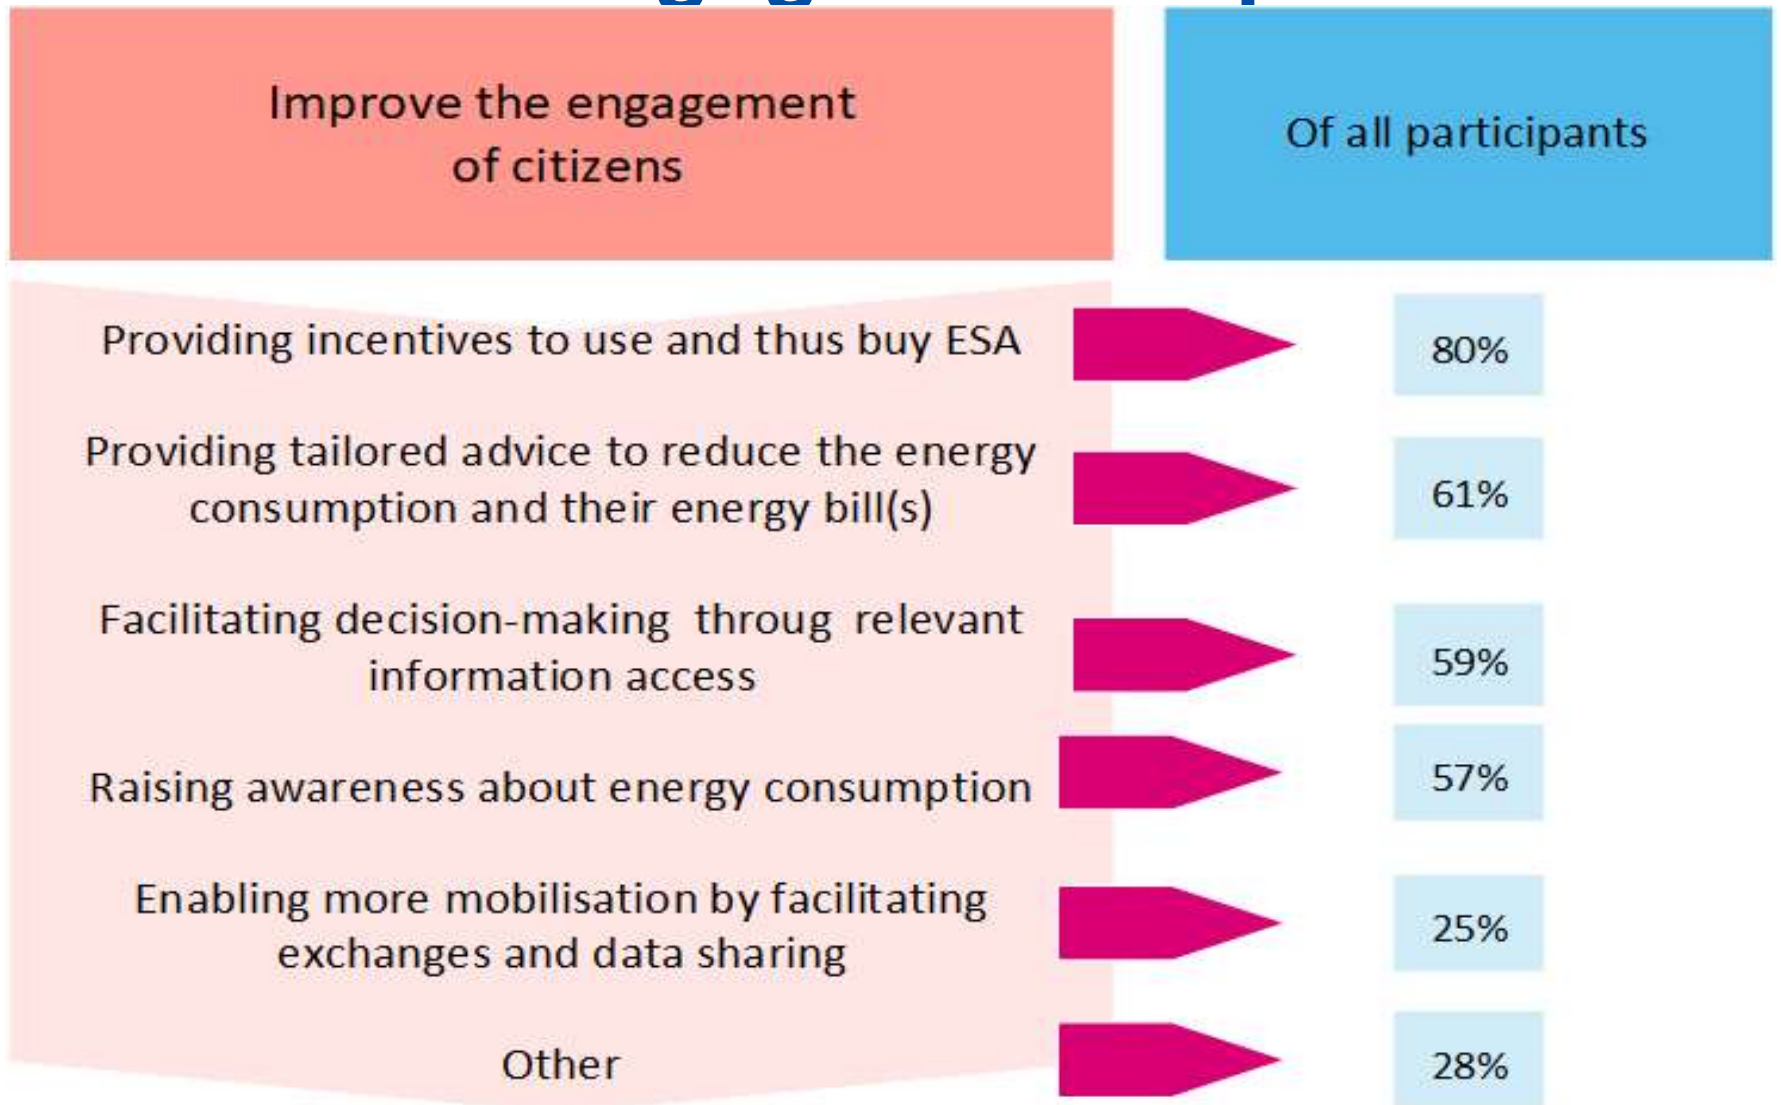 Improve the engagement
of citizens
Of all participants
Providing incentives to use and thus buy ESA
80%
Providing tailored advice to reduce the energy
consumption and their energy bill(s)
61%
Facilitating decision-making throug relevant
information access
59%
Raising awareness about energy consumption
57%
Enabling more mobilisation by facilitating
exchanges and data sharing
25%
Other
28%